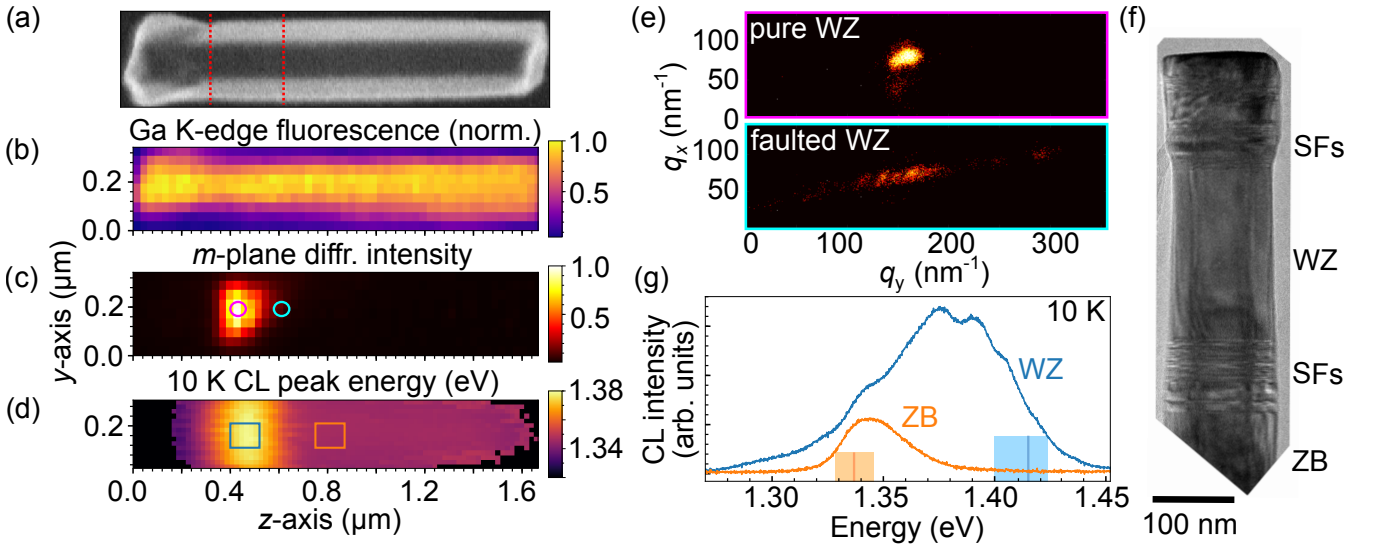 (a)
Ga K-edge fluorescence (norm.)
(b)
0.2
0.0
1.0
0.5
m-plane diffr. intensity
(c)
0.2
0.0
1.0
0.5
y-axis (μm)
10 K CL peak energy (eV)
(d)
0.2
1.38
1.34
0.0 0.4 0.8 1.2 1.6
z-axis (μm)
(e)
pure WZ
100
50
0
faulted WZ
100
50
qx (nm⁻¹)
0 100 200 300
qy (nm⁻¹)
(g)
10 K
WZ
ZB
CL intensity
(arb. units)
1.30 1.35 1.40 1.45
Energy (eV)
(f)
SFs
WZ
SFs
ZB
100 nm